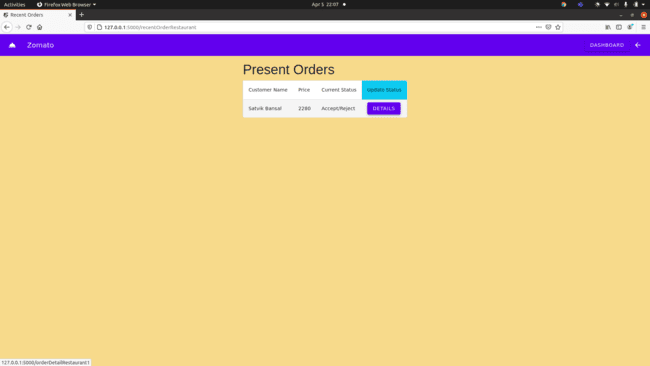 Activities Firefox Web Browser Apr 5 22:07
Recent Orders
127.0.0.1:5000/recentOrderRestaurant
Zomato DASHBOARD
Present Orders
Customer Name Price Current Status Update Status
Satvik Bansal 2280 Accept/Reject DETAILS
127.0.0.1:5000/orderDetailRestaurant1